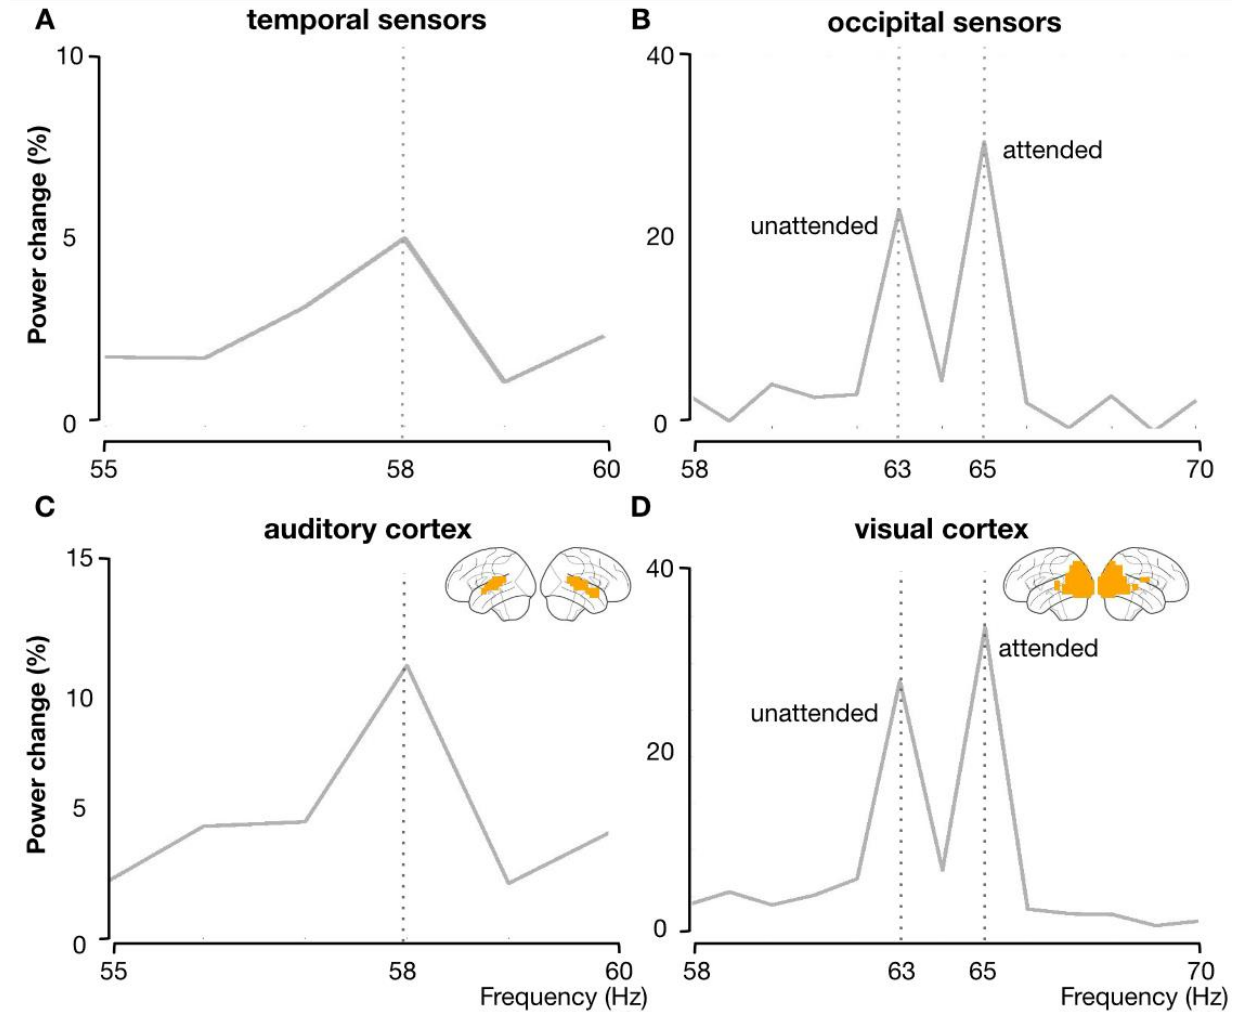 A
temporal sensors
10
5
0
Power change (%)
55
58
60
B
occipital sensors
40
20
0
unattended
attended
58
63
65
70
C
auditory cortex
15
10
5
0
Power change (%)
55
58
60
Frequency (Hz)
D
visual cortex
40
20
0
unattended
attended
58
63
65
70
Frequency (Hz)